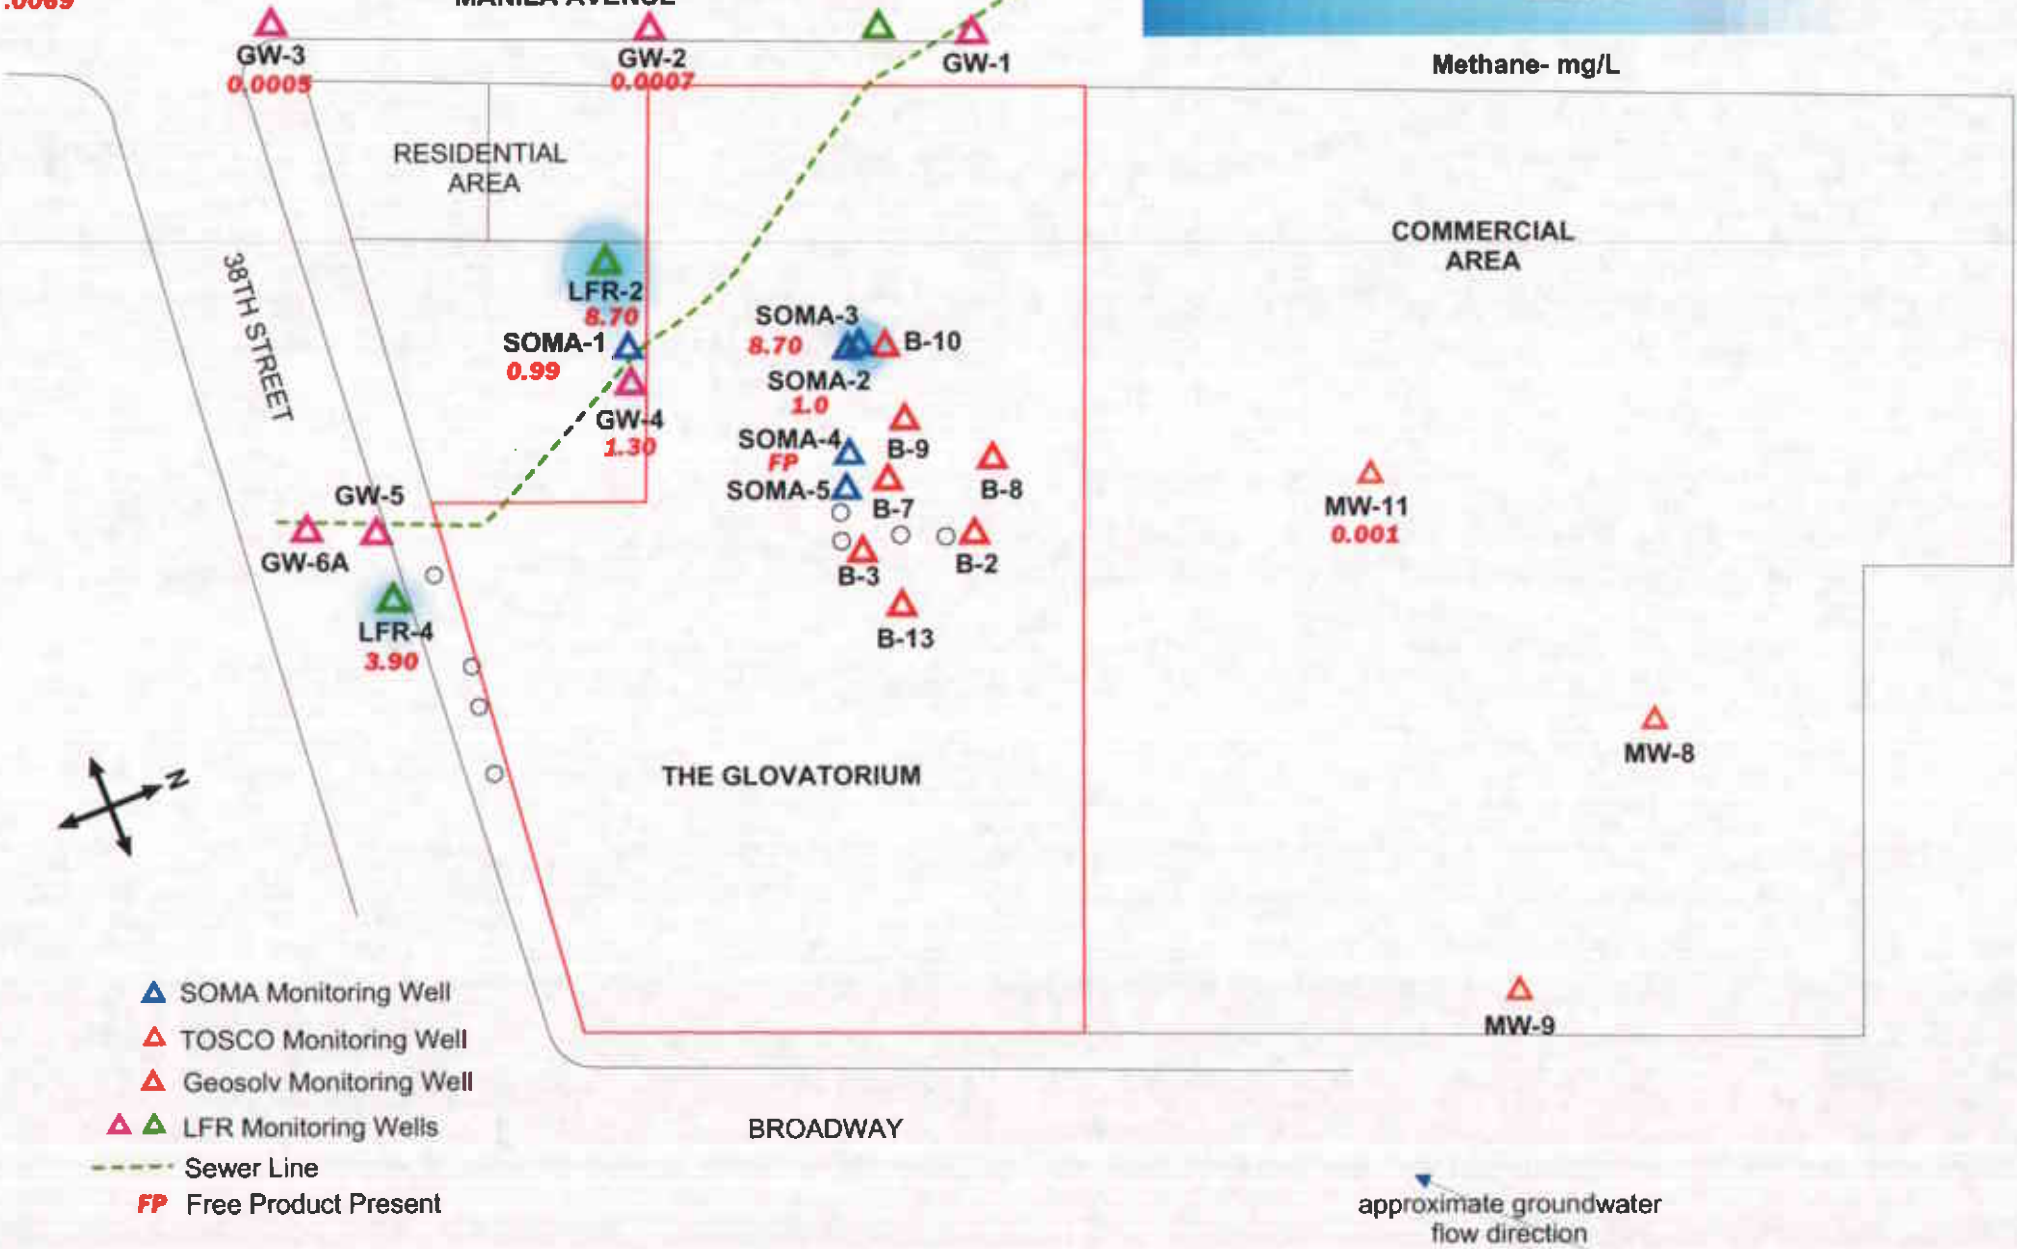 .0069
MANILA AVENUE
GW-3
0.0005
GW-2
0.0007
GW-1
Methane- mg/L
RESIDENTIAL
AREA
COMMERCIAL
AREA
38TH STREET
LFR-2
8.70
SOMA-1
0.99
GW-4
1.30
SOMA-3
8.70
B-10
SOMA-2
1.0
SOMA-4
FP
B-9
SOMA-5
B-7
B-8
MW-11
0.001
GW-5
GW-6A
B-3
B-2
LFR-4
3.90
B-13
MW-8
N
THE GLOVATORIUM
MW-9
SOMA Monitoring Well
TOSCO Monitoring Well
Geosolv Monitoring Well
LFR Monitoring Wells
Sewer Line
FP Free Product Present
BROADWAY
approximate groundwater
flow direction